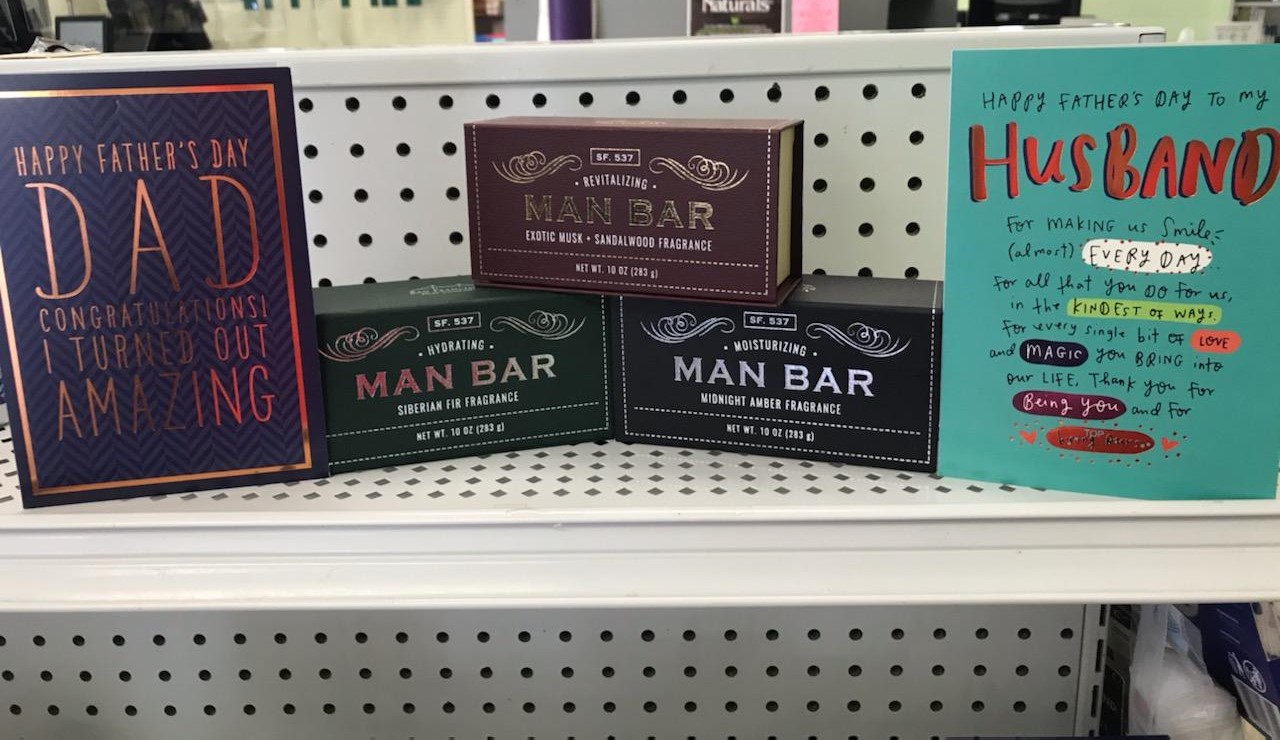 Naturals
HAPPY FATHER'S DAY
DAD
CONGRATULATIONS!
I TURNED OUT
AMAZING
SF. 537
REVITALIZING
MAN BAR
EXOTIC MUSK + SANDALWOOD FRAGRANCE
NET WT. 10 OZ (283 g)
SAN FRANCISCO
SF. 537
HYDRATING
MAN BAR
SIBERIAN FIR FRAGRANCE
NET WT. 10 OZ (283 g)
SF. 537
MOISTURIZING
MAN BAR
MIDNIGHT AMBER FRAGRANCE
NET WT. 10 OZ (283 g)
HAPPY FATHER'S DAY TO MY
HUSBAND
FOR MAKING US Smile
(almost) EVERY DAY.
For all that you DO for us,
in the KINDEST OF WAYS.
For every single bit OF LOVE
and MAGIC you BRING into
our LIFE, Thank you for
Being you and For